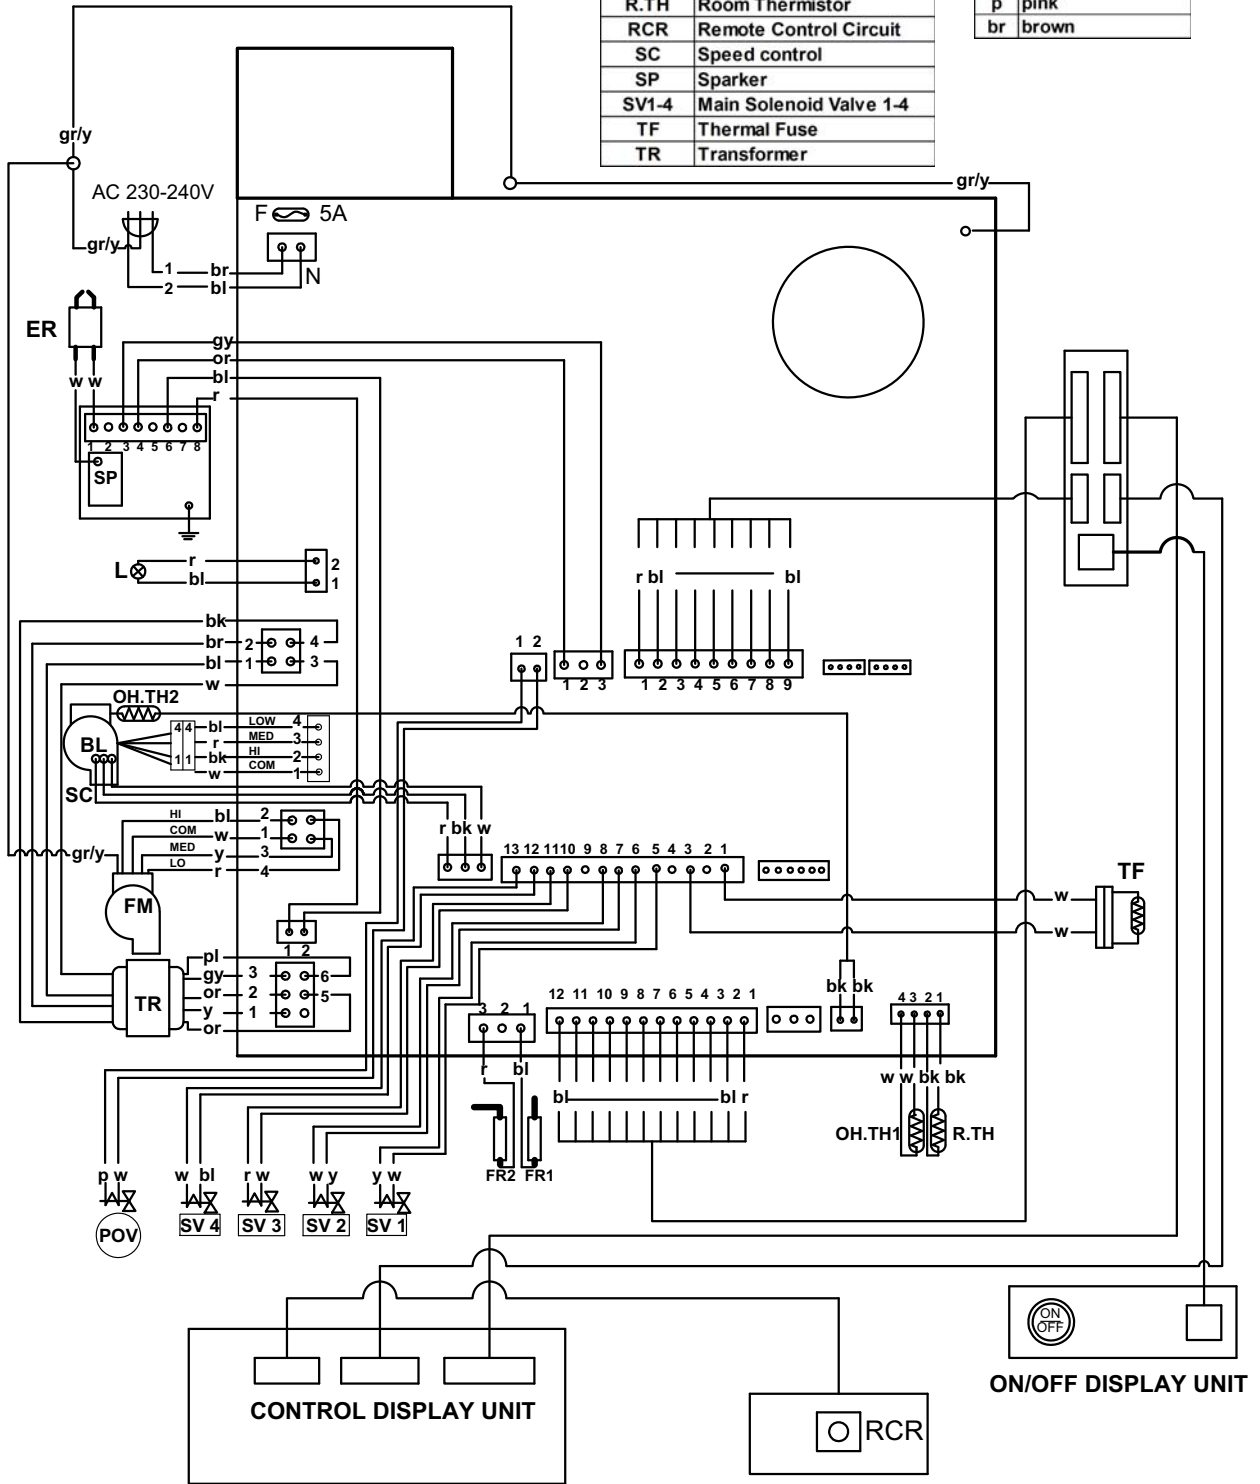 R.TH Room Thermistor
RCR Remote Control Circuit
SC Speed control
SP Sparker
SV1-4 Main Solenoid Valve 1-4
TF Thermal Fuse
TR Transformer
p pink
br brown
gr/y
AC 230-240V
gr/y
gr/y
F 5A
1 br
2 bl
N
ER
w w
gy
or
bl
r
1 2 3 4 5 6 7 8
SP
L
r 2
bl 1
r bl bl
bk
br 2 4
bl 1 3
w
1 2
1 2 3
1 2 3 4 5 6 7 8 9
OH.TH2
BL
SC
4 4 bl LOW 4
r MED 3
1 1 bk HI 2
w COM 1
HI bl 2
COM w 1
MED y 3
LO r 4
gr/y
FM
r bk w
13 12 11 10 9 8 7 6 5 4 3 2 1
TF
w
w
1 2
TR
pl
gy 3 6
or 2 5
y 1
or
3 2 1
12 11 10 9 8 7 6 5 4 3 2 1
bk bk
4 3 2 1
r bl
bl bl r
w w bk bk
OH.TH1 R.TH
FR2 FR1
p w
w bl
r w
w y
y w
POV
SV 4
SV 3
SV 2
SV 1
ON
OFF
ON/OFF DISPLAY UNIT
CONTROL DISPLAY UNIT
RCR